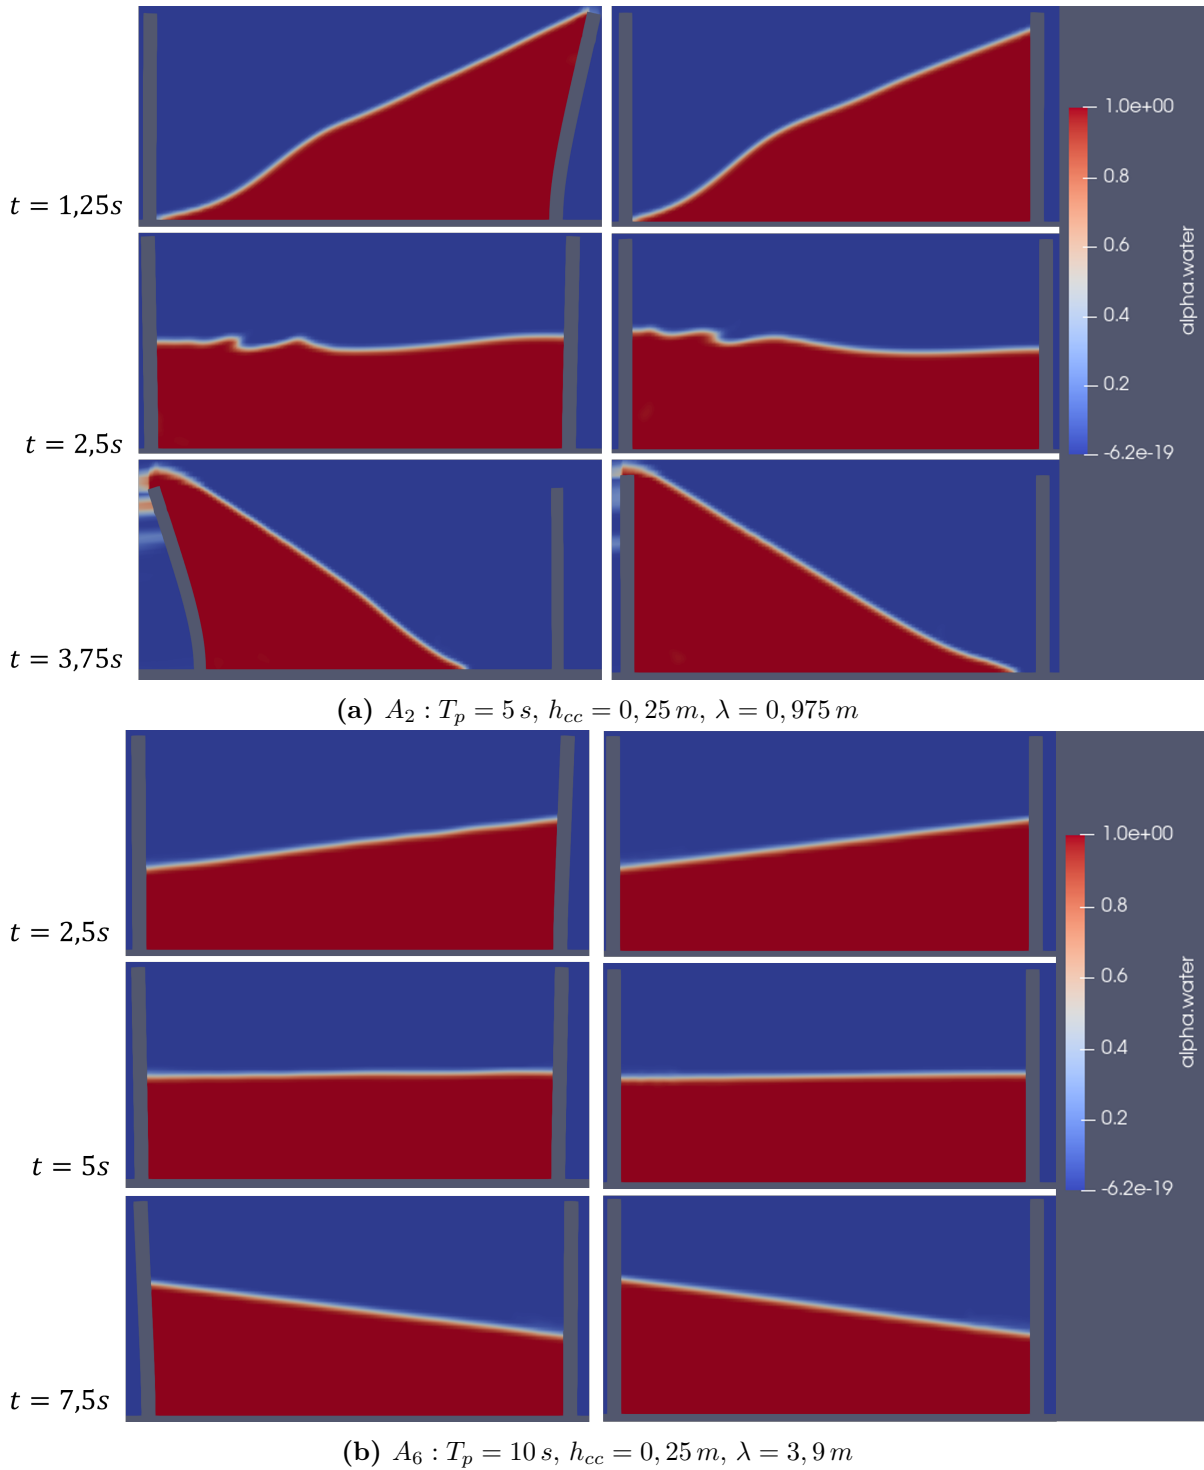 t = 1,25s
1.0e+00
0.8
0.6
0.4
0.2
-6.2e-19
alpha.water
t = 2,5s
t = 3,75s
(a) A₂ : Tₚ = 5 s, h_cc = 0, 25 m, λ = 0, 975 m
t = 2,5s
1.0e+00
0.8
0.6
0.4
0.2
-6.2e-19
alpha.water
t = 5s
t = 7,5s
(b) A₆ : Tₚ = 10 s, h_cc = 0, 25 m, λ = 3, 9 m